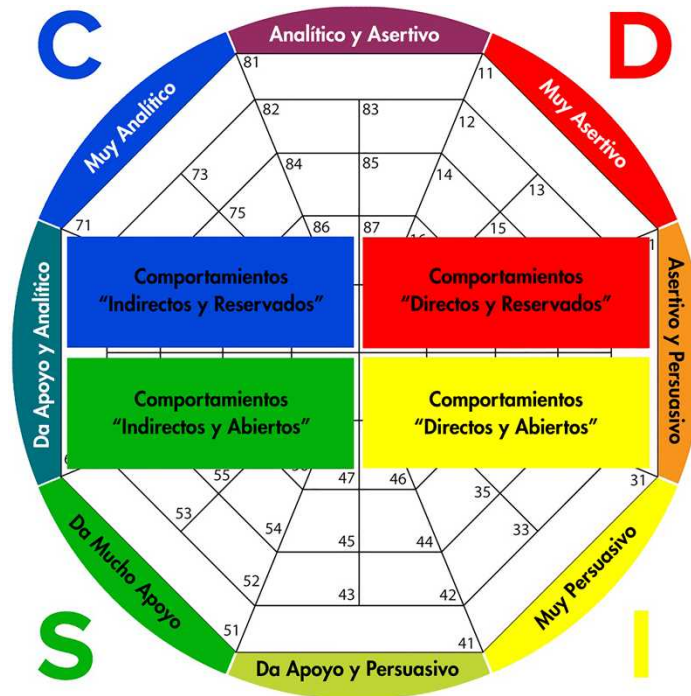 C
Analítico y Asertivo
D
Muy Analítico
Muy Asertivo
81
11
82
83
12
73
84
85
14
13
75
15
71
86
87
Comportamientos
“Indirectos y Reservados”
Comportamientos
“Directos y Reservados”
Da Apoyo y Analítico
Asertivo y Persuasivo
Comportamientos
“Indirectos y Abiertos”
Comportamientos
“Directos y Abiertos”
55
47
46
35
31
53
54
45
44
33
52
43
42
51
41
Da Mucho Apoyo
Muy Persuasivo
S
Da Apoyo y Persuasivo
I